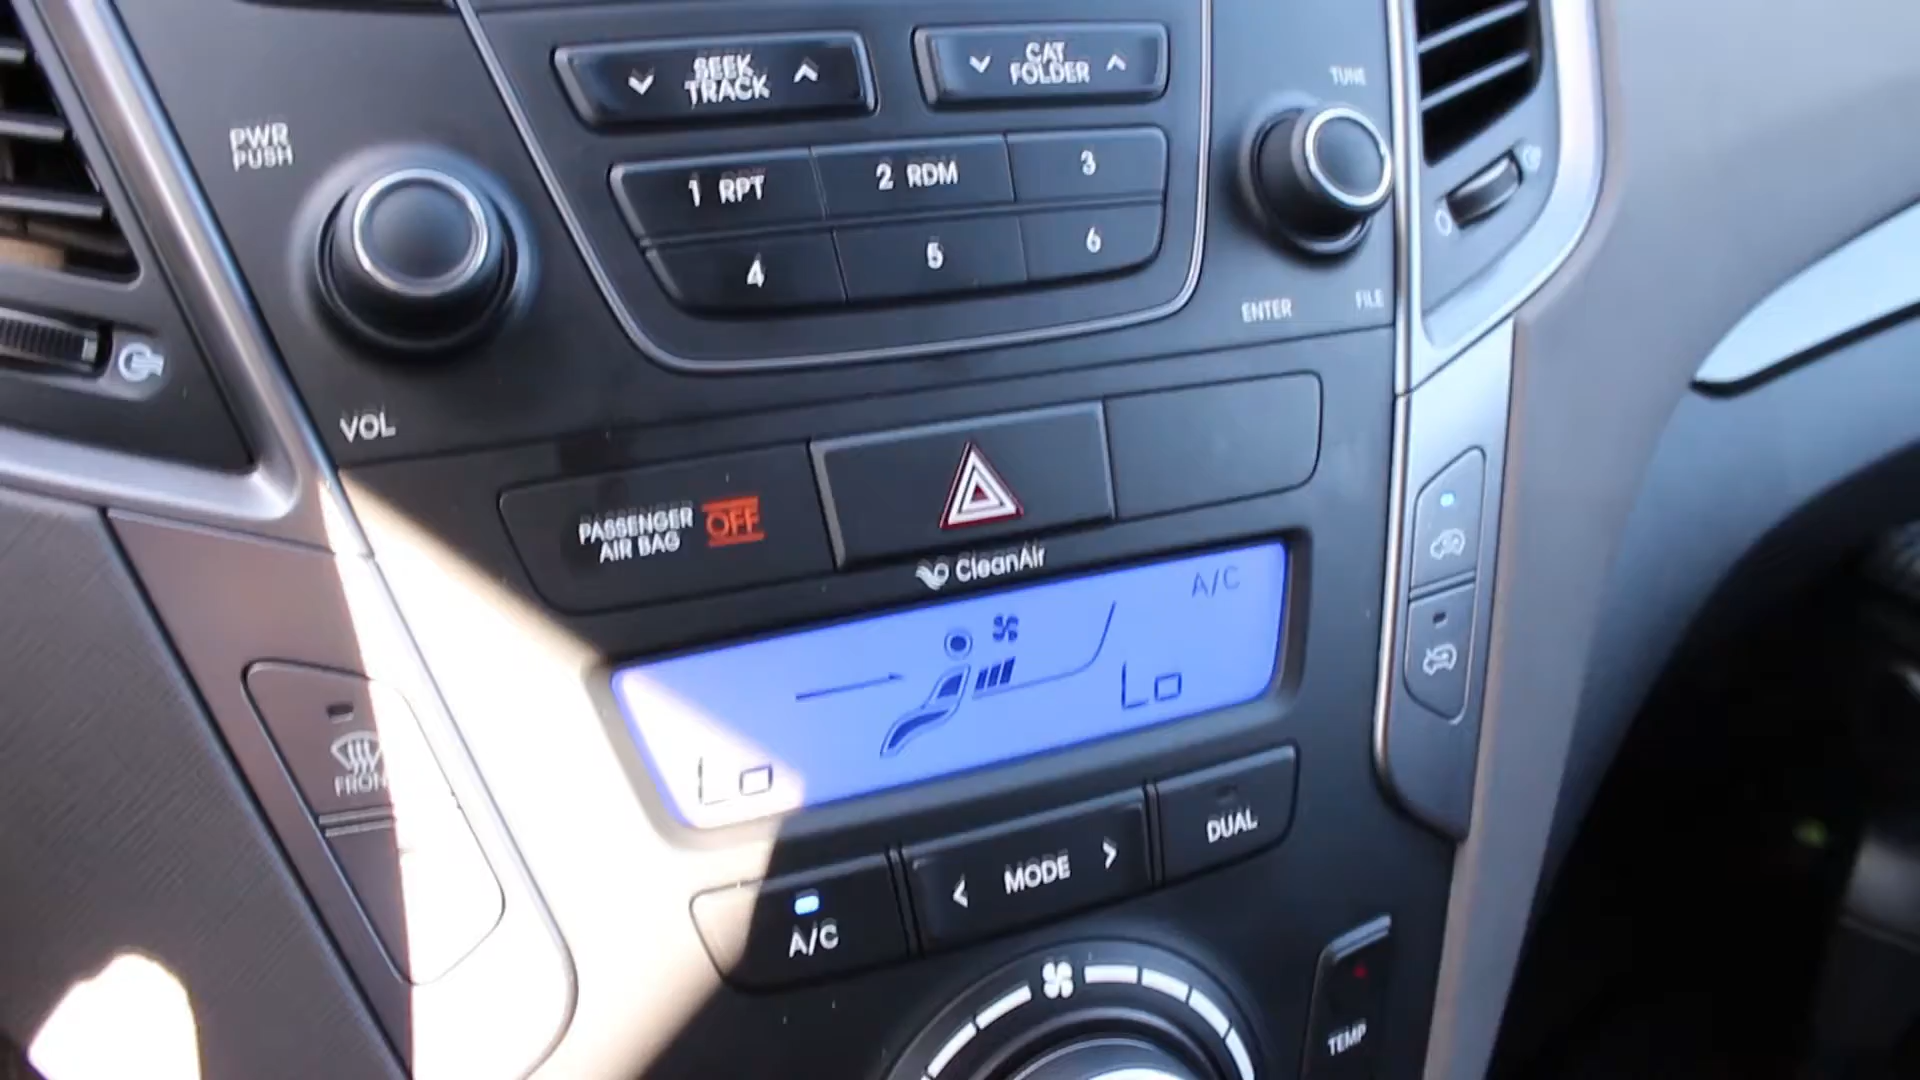 SEEK
TRACK
CAT
FOLDER
TUNE
PWR
PUSH
1 RPT
2 RDM
3
4
5
6
ENTER
FILE
VOL
PASSENGER
AIR BAG
OFF
CleanAir
A/C
Lo
Lo
FRON
A/C
< MODE >
DUAL
TEMP